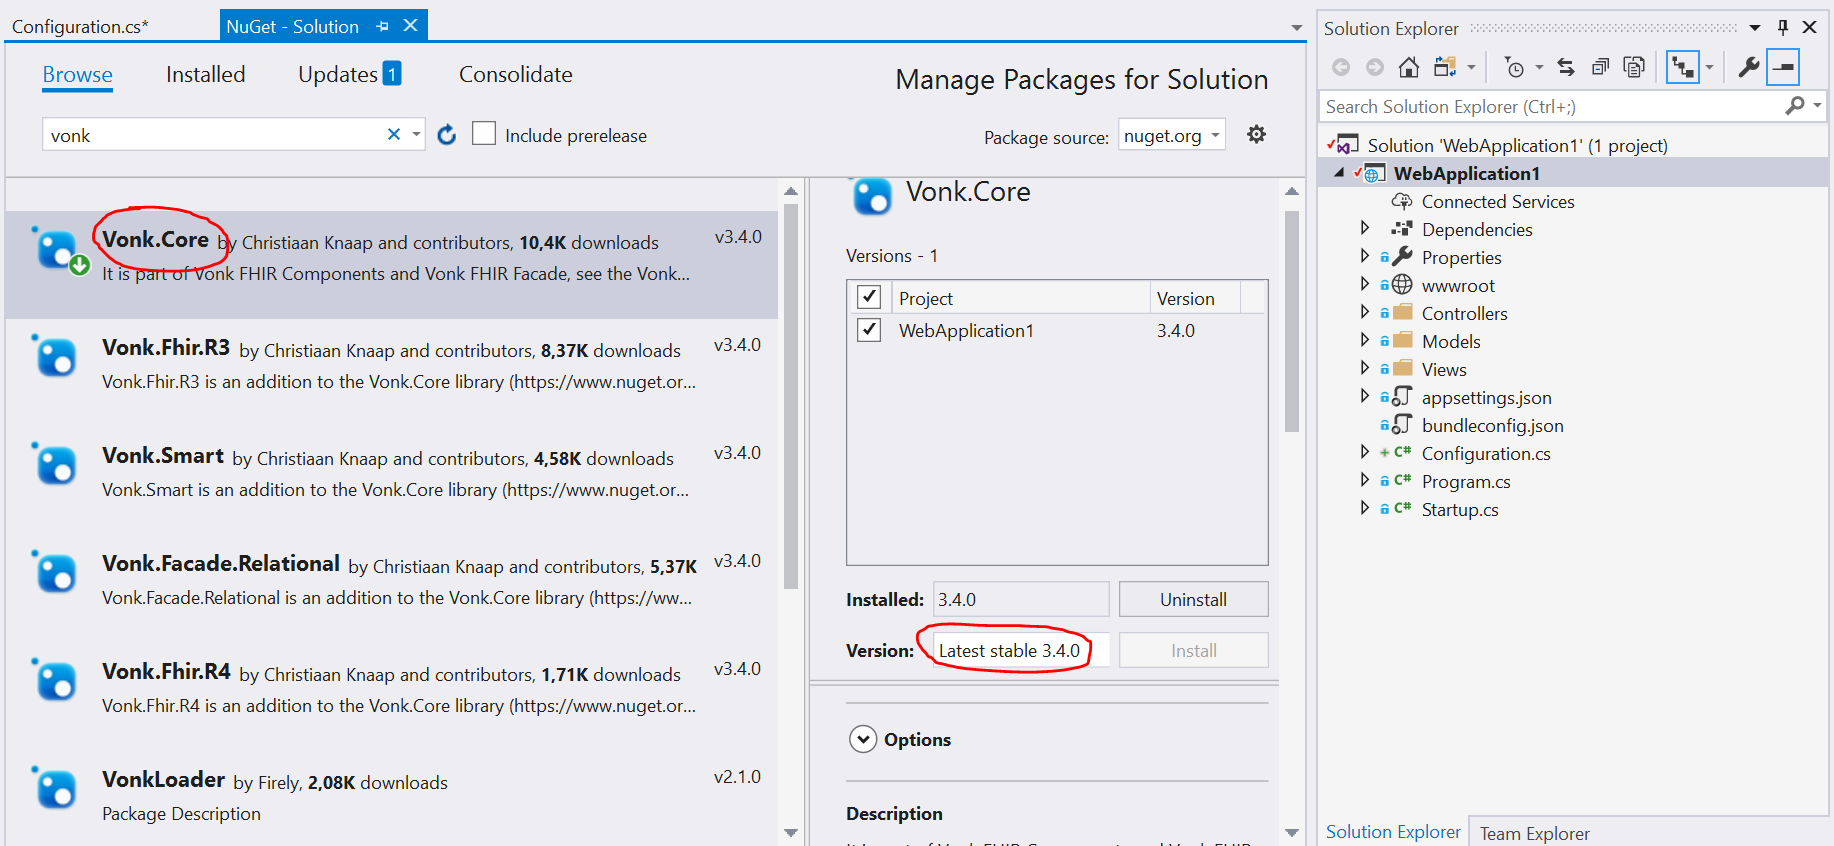 Configuration.cs*
NuGet - Solution
Browse
Installed
Updates 1
Consolidate
Manage Packages for Solution
vonk
Include prerelease
Package source: nuget.org
Vonk.Core by Christiaan Knaap and contributors, 10,4K downloads v3.4.0
It is part of Vonk FHIR Components and Vonk FHIR Facade, see the Vonk...
Vonk.Fhir.R3 by Christiaan Knaap and contributors, 8,37K downloads v3.4.0
Vonk.Fhir.R3 is an addition to the Vonk.Core library (https://www.nuget.or...
Vonk.Smart by Christiaan Knaap and contributors, 4,58K downloads v3.4.0
Vonk.Smart is an addition to the Vonk.Core library (https://www.nuget.or...
Vonk.Facade.Relational by Christiaan Knaap and contributors, 5,37K v3.4.0
Vonk.Facade.Relational is an addition to the Vonk.Core library (https://ww...
Vonk.Fhir.R4 by Christiaan Knaap and contributors, 1,71K downloads v3.4.0
Vonk.Fhir.R4 is an addition to the Vonk.Core library (https://www.nuget.or...
VonkLoader by Firely, 2,08K downloads v2.1.0
Package Description
Vonk.Core
Versions - 1
Project Version
WebApplication1 3.4.0
Installed: 3.4.0 Uninstall
Version: Latest stable 3.4.0 Install
Options
Description
Solution Explorer
Search Solution Explorer (Ctrl+;)
Solution 'WebApplication1' (1 project)
WebApplication1
Connected Services
Dependencies
Properties
wwwroot
Controllers
Models
Views
appsettings.json
bundleconfig.json
C# Configuration.cs
C# Program.cs
C# Startup.cs
Solution Explorer
Team Explorer